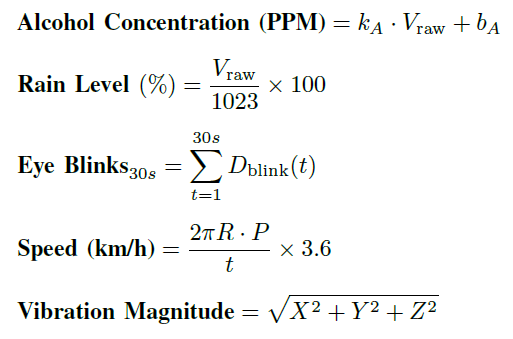 Alcohol Concentration (PPM) = k_A · V_raw + b_A
Rain Level (%) = V_raw / 1023 × 100
Eye Blinks_30s = ∑_{t=1}^{30s} D_blink(t)
Speed (km/h) = 2πR · P / t × 3.6
Vibration Magnitude = √(X² + Y² + Z²)